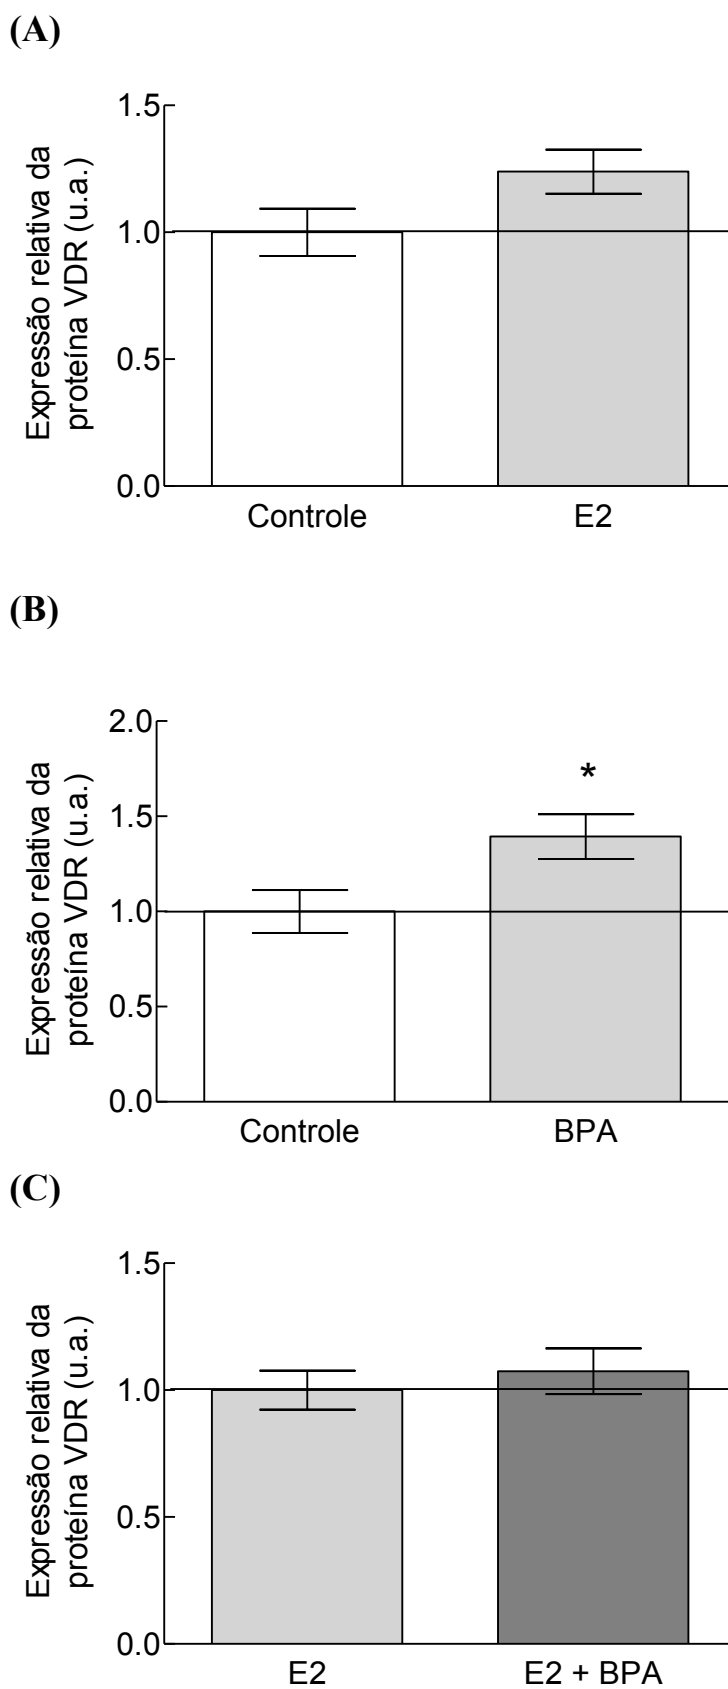 (A)
Expressão relativa da
proteína VDR (u.a.)
1.5
1.0
0.5
0.0
Controle E2
(B)
Expressão relativa da
proteína VDR (u.a.)
2.0
1.5
1.0
0.5
0.0
*
Controle BPA
(C)
Expressão relativa da
proteína VDR (u.a.)
1.5
1.0
0.5
0.0
E2 E2 + BPA